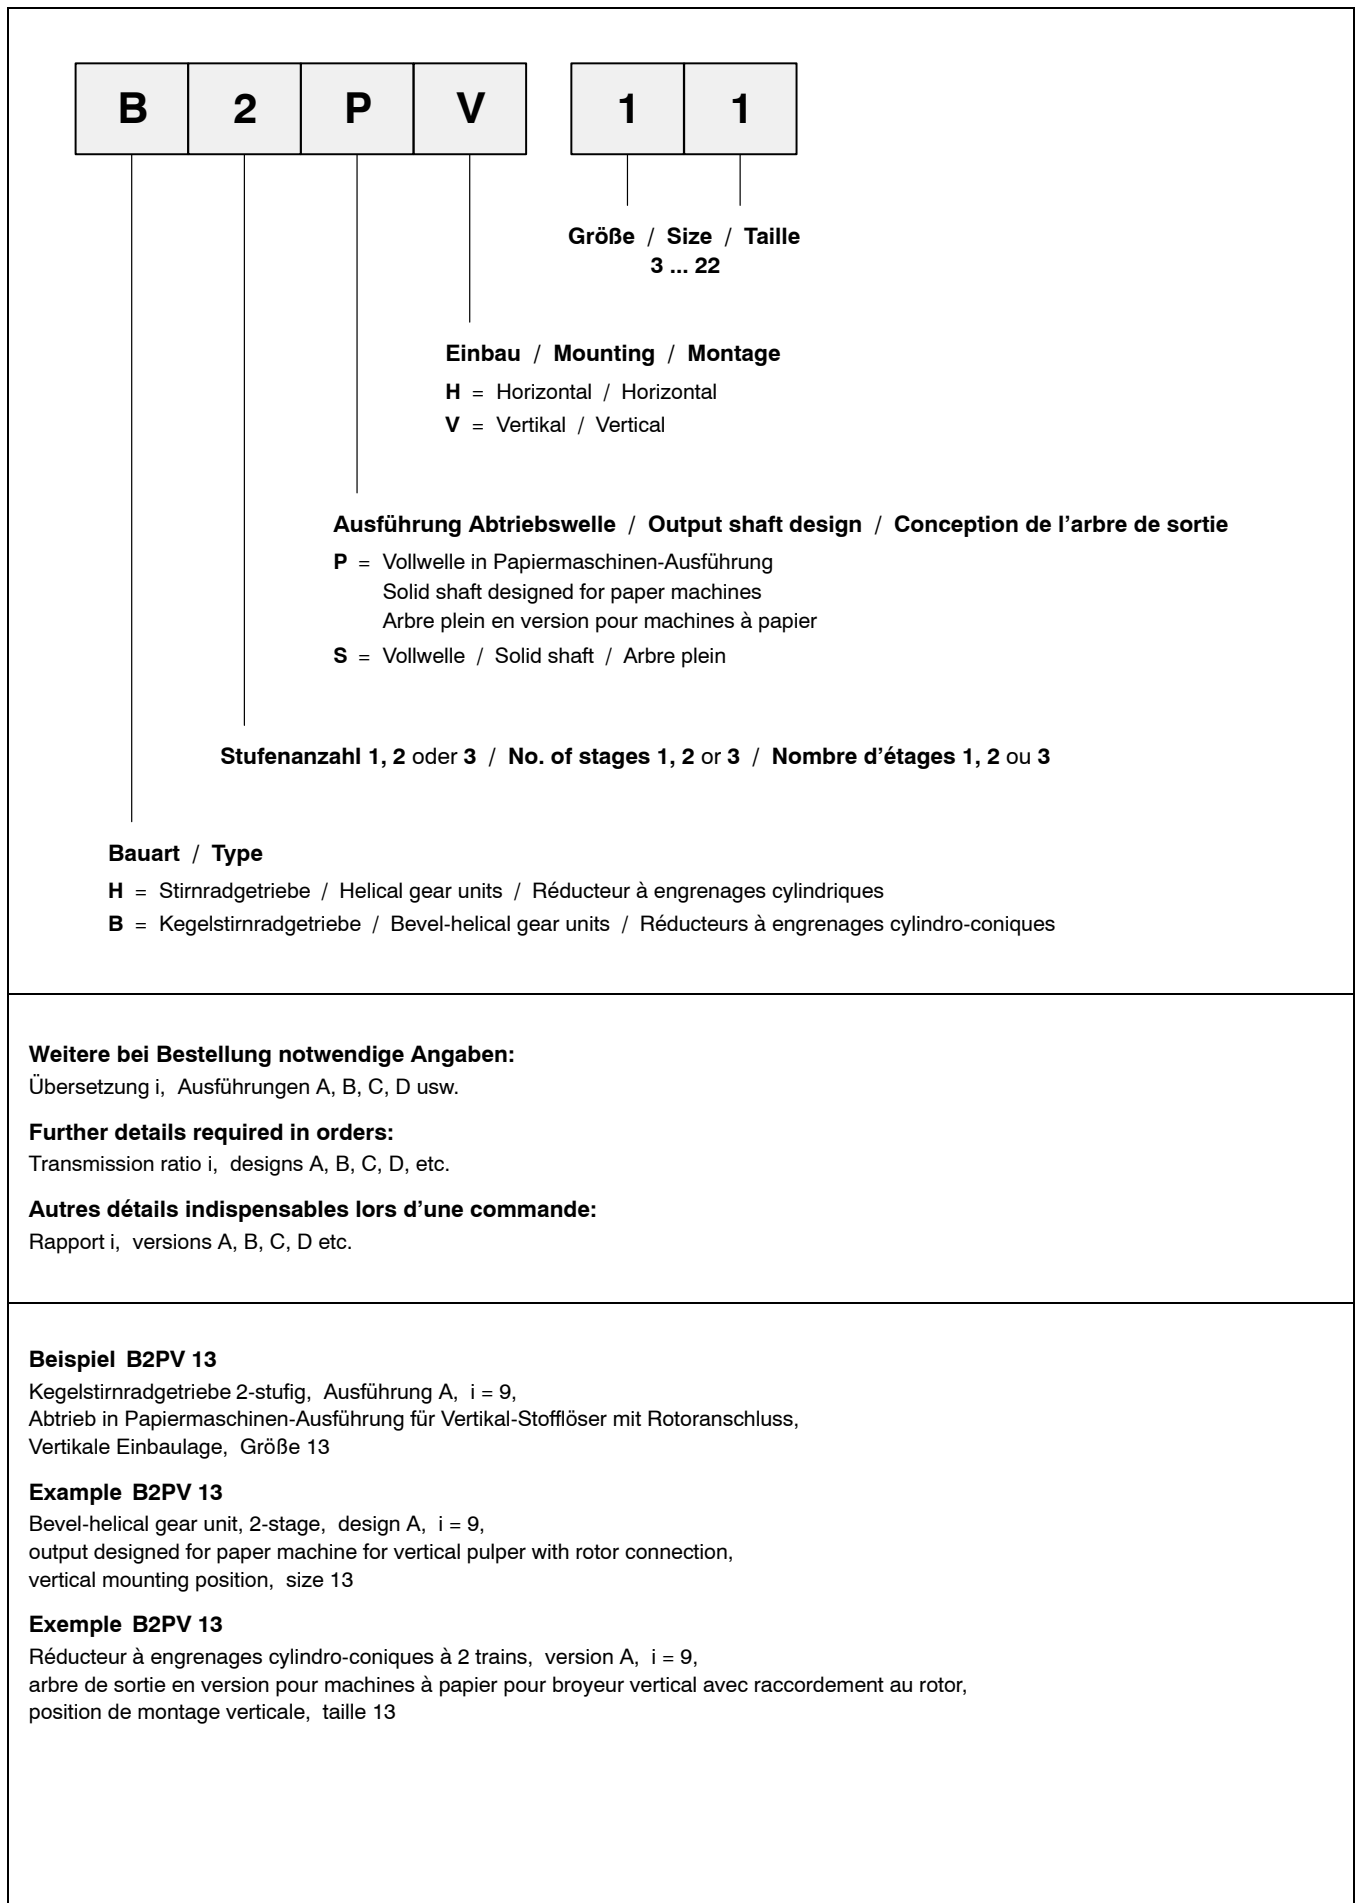 B 2 P V 1 1
Größe / Size / Taille
3 ... 22
Einbau / Mounting / Montage
H = Horizontal / Horizontal
V = Vertikal / Vertical
Ausführung Abtriebswelle / Output shaft design / Conception de l’arbre de sortie
P = Vollwelle in Papiermaschinen-Ausführung
Solid shaft designed for paper machines
Arbre plein en version pour machines à papier
S = Vollwelle / Solid shaft / Arbre plein
Stufenanzahl 1, 2 oder 3 / No. of stages 1, 2 or 3 / Nombre d’étages 1, 2 ou 3
Bauart / Type
H = Stirnradgetriebe / Helical gear units / Réducteur à engrenages cylindriques
B = Kegelstirnradgetriebe / Bevel-helical gear units / Réducteurs à engrenages cylindro-coniques
Weitere bei Bestellung notwendige Angaben:
Übersetzung i, Ausführungen A, B, C, D usw.
Further details required in orders:
Transmission ratio i, designs A, B, C, D, etc.
Autres détails indispensables lors d’une commande:
Rapport i, versions A, B, C, D etc.
Beispiel B2PV 13
Kegelstirnradgetriebe 2-stufig, Ausführung A, i = 9,
Abtrieb in Papiermaschinen-Ausführung für Vertikal-Stofflöser mit Rotoranschluss,
Vertikale Einbaulage, Größe 13
Example B2PV 13
Bevel-helical gear unit, 2-stage, design A, i = 9,
output designed for paper machine for vertical pulper with rotor connection,
vertical mounting position, size 13
Exemple B2PV 13
Réducteur à engrenages cylindro-coniques à 2 trains, version A, i = 9,
arbre de sortie en version pour machines à papier pour broyeur vertical avec raccordement au rotor,
position de montage verticale, taille 13